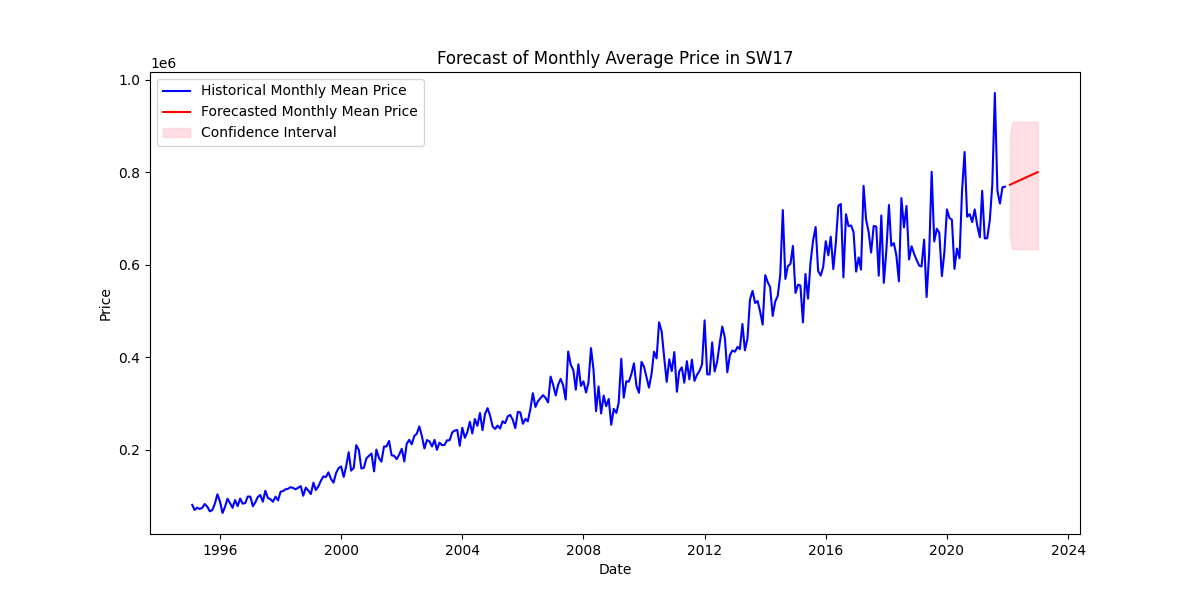 Forecast of Monthly Average Price in SW17
1e6
Historical Monthly Mean Price
Forecasted Monthly Mean Price
Confidence Interval
1.0
0.8
0.6
0.4
0.2
Price
1996 2000 2004 2008 2012 2016 2020 2024
Date